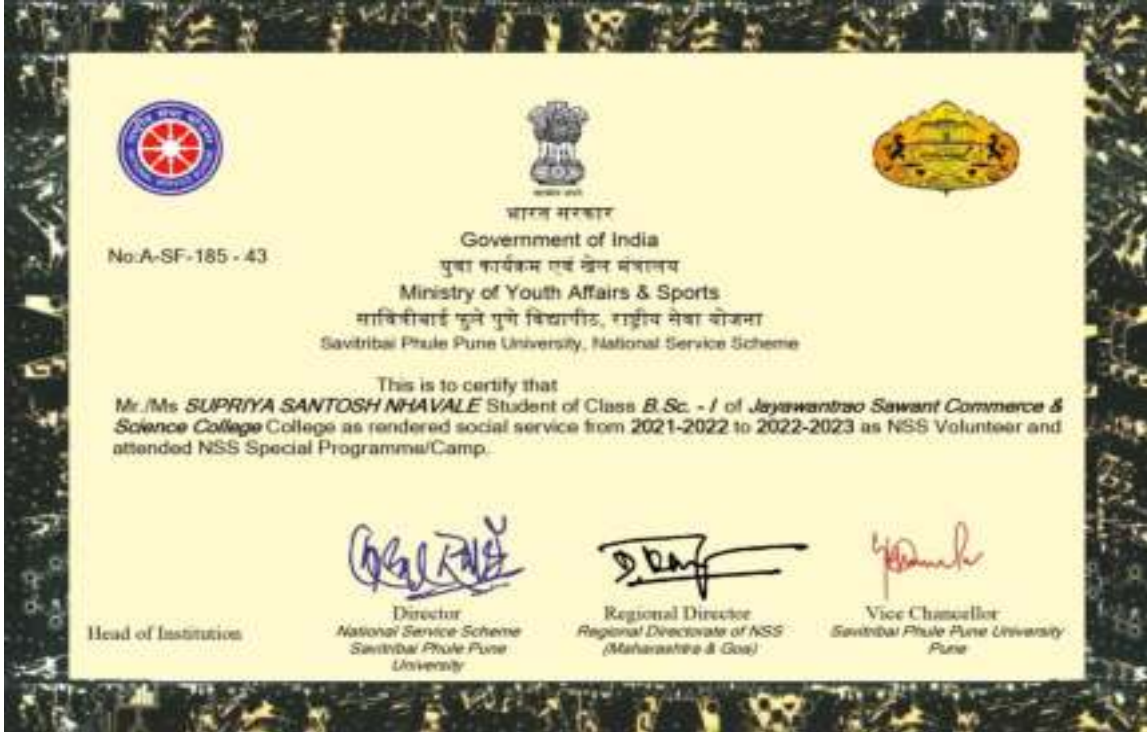 भारत सरकार
Government of India
No:A-SF-185 - 43
युवा कार्यक्रम एवं खेल मंत्रालय
Ministry of Youth Affairs & Sports
सावित्रीबाई फुले पुणे विद्यापीठ, राष्ट्रीय सेवा योजना
Savitribai Phule Pune University, National Service Scheme
This is to certify that
Mr./Ms SUPRIYA SANTOSH NHAVALE Student of Class B.Sc. - I of Jayawantrao Sawant Commerce &
Science College College as rendered social service from 2021-2022 to 2022-2023 as NSS Volunteer and
attended NSS Special Programme/Camp.
Head of Institution
Director
National Service Scheme
Savitribai Phule Pune
University
Regional Director
Regional Directorate of NSS
(Maharashtra & Goa)
Vice Chancellor
Savitribai Phule Pune University
Pune